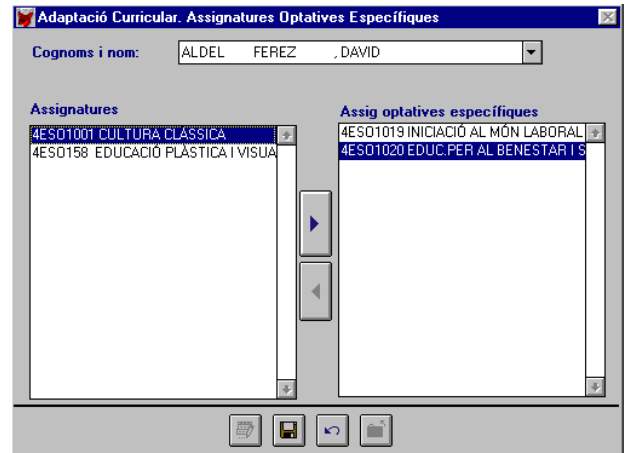 Adaptació Curricular. Assignatures Optatives Específiques
Cognoms i nom: ALDEL FEREZ , DAVID
Assignatures
Assig optatives específiques
4ESO1001 CULTURA CLÀSSICA
4ESO158 EDUCACIÓ PLÀSTICA I VISUA
4ESO1019 INICIACIÓ AL MÓN LABORAL
4ESO1020 EDUC.PER AL BENESTAR I S